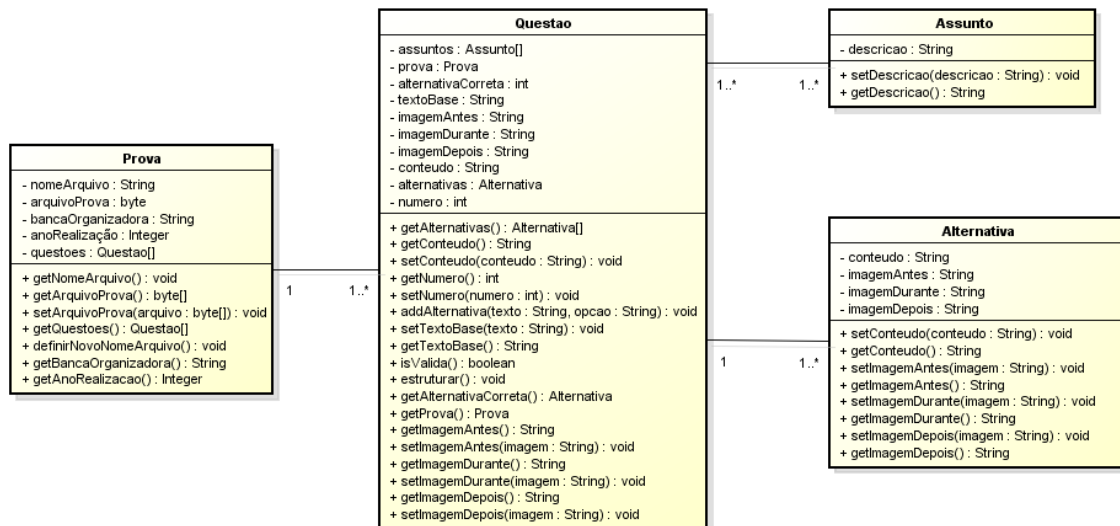 Prova
- nomeArquivo : String
- arquivoProva : byte
- bancaOrganizadora : String
- anoRealização : Integer
- questoes : Questao[]
+ getNomeArquivo() : void
+ getArquivoProva() : byte[]
+ setArquivoProva(arquivo : byte[]) : void
+ getQuestoes() : Questao[]
+ definirNovoNomeArquivo() : void
+ getBancaOrganizadora() : String
+ getAnoRealizacao() : Integer
1
1..*
Questao
- assuntos : Assunto[]
- prova : Prova
- alternativaCorreta : int
- textoBase : String
- imagemAntes : String
- imagemDurante : String
- imagemDepois : String
- conteudo : String
- alternativas : Alternativa
- numero : int
+ getAlternativas() : Alternativa[]
+ getConteudo() : String
+ setConteudo(conteudo : String) : void
+ getNumero() : int
+ setNumero(numero : int) : void
+ addAlternativa(texto : String, opcao : String) : void
+ setTextoBase(texto : String) : void
+ getTextoBase() : String
+ isValida() : boolean
+ estruturar() : void
+ getAlternativaCorreta() : Alternativa
+ getProva() : Prova
+ getImagemAntes() : String
+ setImagemAntes(imagem : String) : void
+ getImagemDurante() : String
+ setImagemDurante(imagem : String) : void
+ getImagemDepois() : String
+ setImagemDepois(imagem : String) : void
1..*
1..*
Assunto
- descricao : String
+ setDescricao(descricao : String) : void
+ getDescricao() : String
1
1..*
Alternativa
- conteudo : String
- imagemAntes : String
- imagemDurante : String
- imagemDepois : String
+ setConteudo(conteudo : String) : void
+ getConteudo() : String
+ setImagemAntes(imagem : String) : void
+ getImagemAntes() : String
+ setImagemDurante(imagem : String) : void
+ getImagemDurante() : String
+ setImagemDepois(imagem : String) : void
+ getImagemDepois() : String